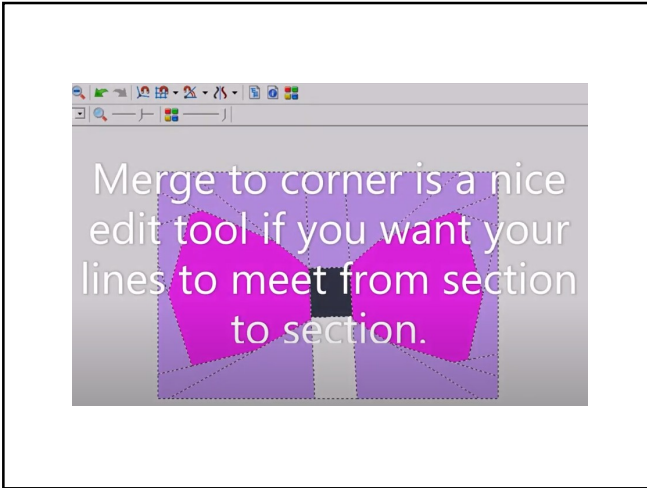 Merge to corner is a nice
edit tool if you want your
lines to meet from section
to section.